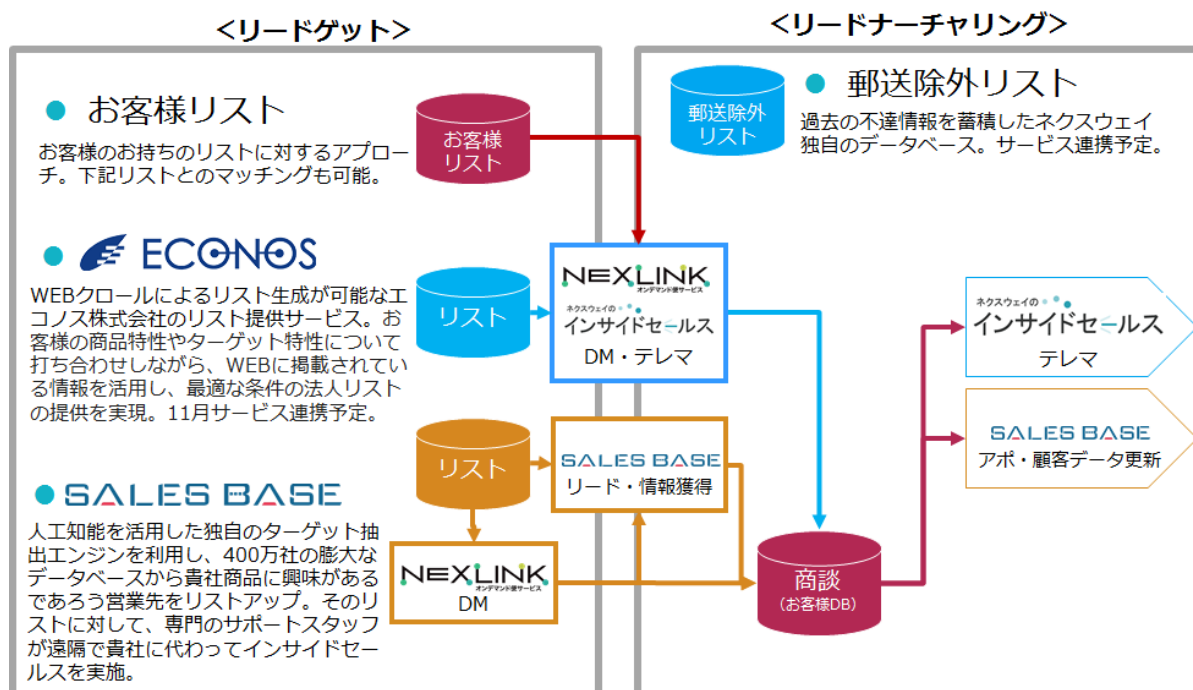 ＜リードゲット＞
＜リードナーチャリング＞
お客様リスト
お客様のお持ちのリストに対するアプロー
チ。下記リストとのマッチングも可能。
お客様
リスト
郵送除外
リスト
郵送除外リスト
過去の不達情報を蓄積したネクスウェイ
独自のデータベース。サービス連携予定。
ECONOS
WEBクロールによるリスト生成が可能なエ
コノス株式会社のリスト提供サービス。お
客様の商品特性やターゲット特性について
打ち合わせしながら、WEBに掲載されてい
る情報を活用し、最適な条件の法人リスト
の提供を実現。11月サービス連携予定。
リスト
NEXLINK
オンデマンド便サービス
ネクスウェイの
インサイドセールス
DM・テレマ
ネクスウェイの
インサイドセールス
テレマ
SALES BASE
アポ・顧客データ更新
リスト
SALES BASE
リード・情報獲得
SALES BASE
人工知能を活用した独自のターゲット抽
出エンジンを利用し、400万社の膨大な
データベースから貴社商品に興味がある
であろう営業先をリストアップ。そのリ
ストに対して、専門のサポートスタッフ
が遠隔で貴社に代わってインサイドセー
ルスを実施。
NEXLINK
オンデマンド便サービス
DM
商談
（お客様DB）